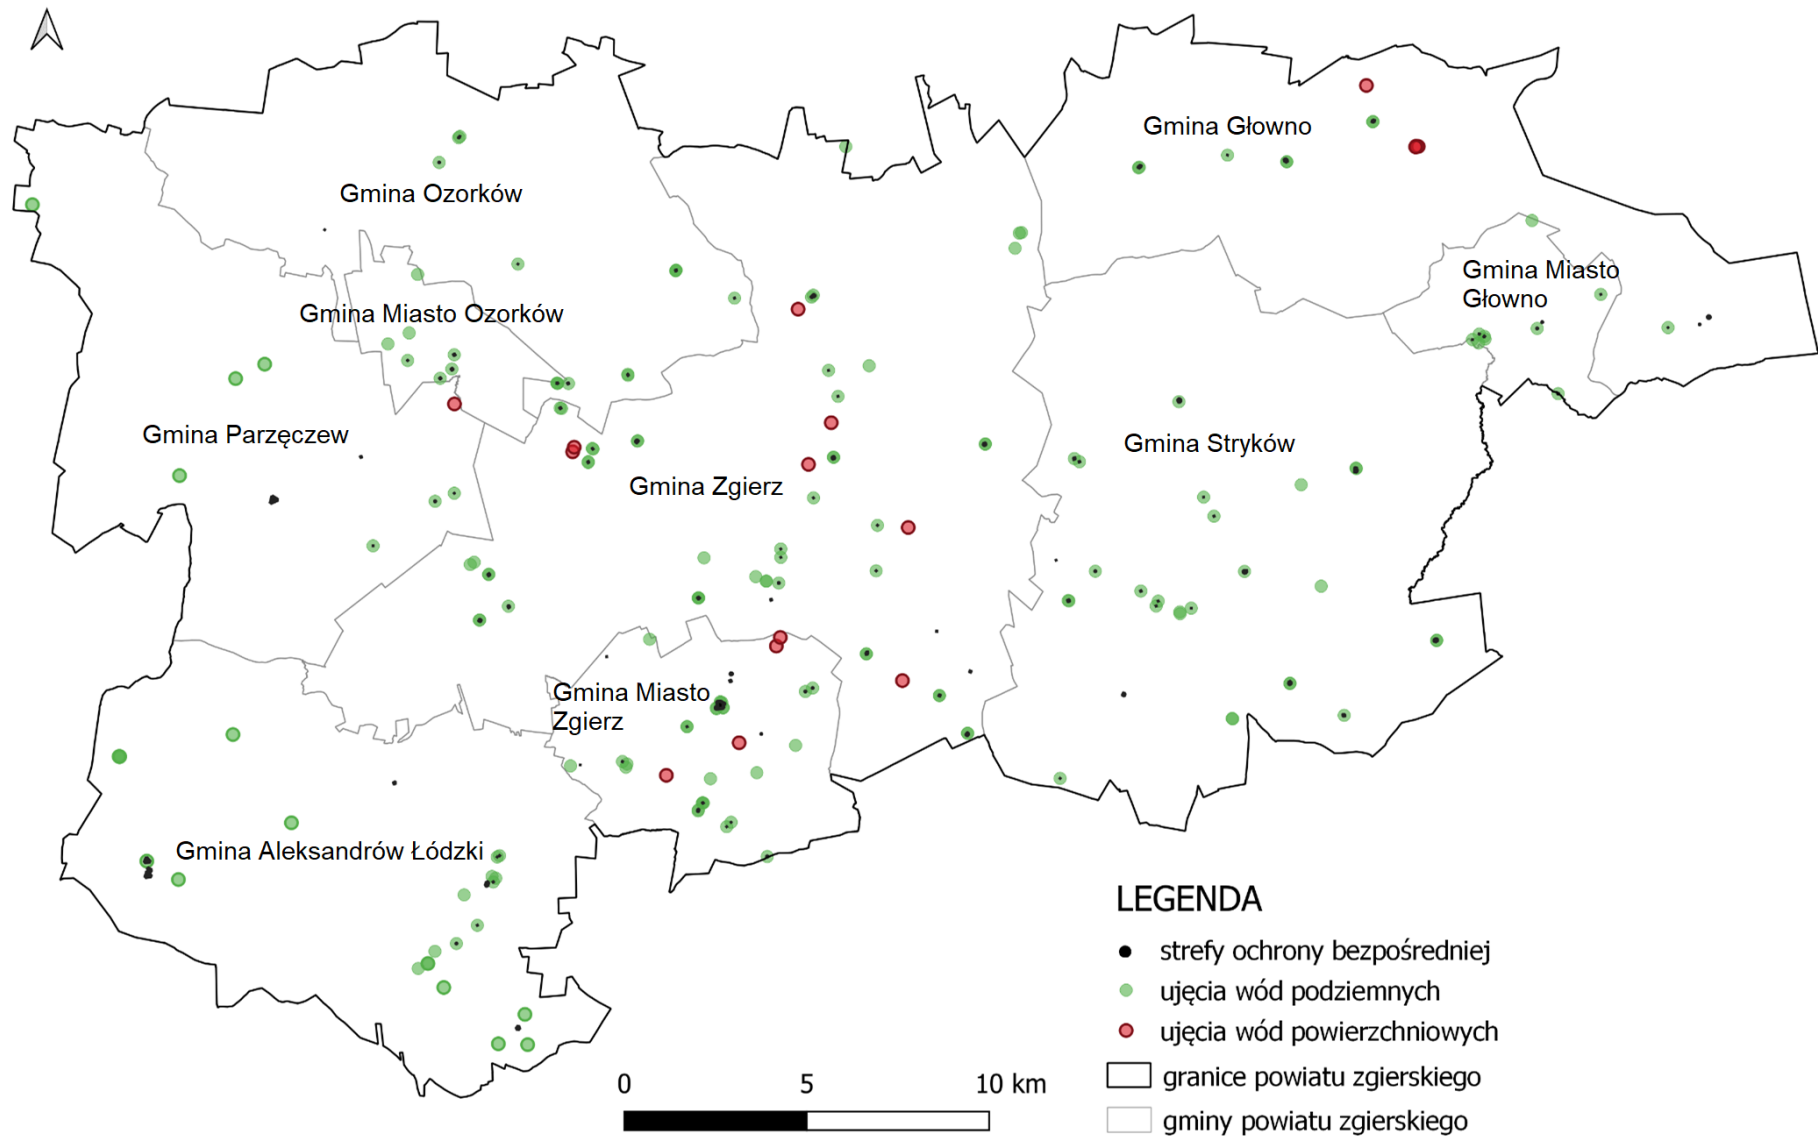 Gmina Głowno
Gmina Ozorków
Gmina Miasto
Głowno
Gmina Miasto Ozorków
Gmina Parzęczew
Gmina Stryków
Gmina Zgierz
Gmina Miasto
Zgierz
Gmina Aleksandrów Łódzki
LEGENDA
strefy ochrony bezpośredniej
ujęcia wód podziemnych
ujęcia wód powierzchniowych
granice powiatu zgierskiego
gminy powiatu zgierskiego
0 5 10 km